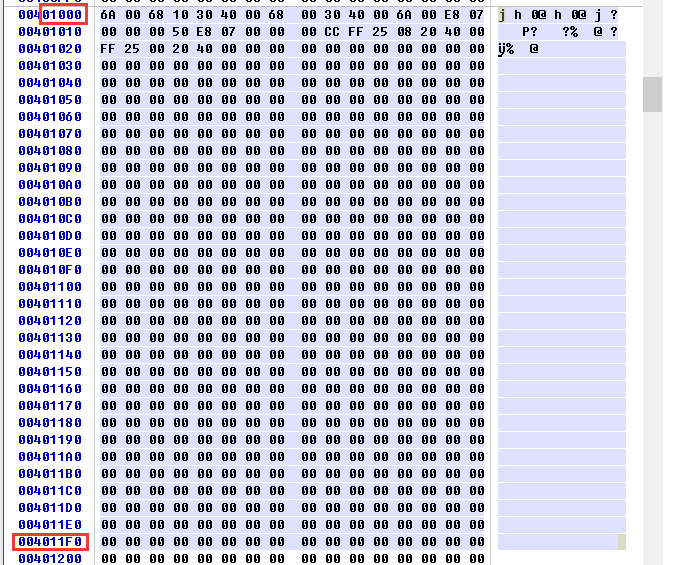 00401000 6A 00 68 10 30 40 00 68 00 30 40 00 6A 00 E8 07 j h 0@ h 0@ j ?
00401010 00 00 00 50 E8 07 00 00 00 CC FF 25 08 20 40 00 P? ?% @ ?
00401020 FF 25 00 20 40 00 00 00 00 00 00 00 00 00 00 00 ÿ% @
00401030 00 00 00 00 00 00 00 00 00 00 00 00 00 00 00 00
00401040 00 00 00 00 00 00 00 00 00 00 00 00 00 00 00 00
00401050 00 00 00 00 00 00 00 00 00 00 00 00 00 00 00 00
00401060 00 00 00 00 00 00 00 00 00 00 00 00 00 00 00 00
00401070 00 00 00 00 00 00 00 00 00 00 00 00 00 00 00 00
00401080 00 00 00 00 00 00 00 00 00 00 00 00 00 00 00 00
00401090 00 00 00 00 00 00 00 00 00 00 00 00 00 00 00 00
004010A0 00 00 00 00 00 00 00 00 00 00 00 00 00 00 00 00
004010B0 00 00 00 00 00 00 00 00 00 00 00 00 00 00 00 00
004010C0 00 00 00 00 00 00 00 00 00 00 00 00 00 00 00 00
004010D0 00 00 00 00 00 00 00 00 00 00 00 00 00 00 00 00
004010E0 00 00 00 00 00 00 00 00 00 00 00 00 00 00 00 00
004010F0 00 00 00 00 00 00 00 00 00 00 00 00 00 00 00 00
00401100 00 00 00 00 00 00 00 00 00 00 00 00 00 00 00 00
00401110 00 00 00 00 00 00 00 00 00 00 00 00 00 00 00 00
00401120 00 00 00 00 00 00 00 00 00 00 00 00 00 00 00 00
00401130 00 00 00 00 00 00 00 00 00 00 00 00 00 00 00 00
00401140 00 00 00 00 00 00 00 00 00 00 00 00 00 00 00 00
00401150 00 00 00 00 00 00 00 00 00 00 00 00 00 00 00 00
00401160 00 00 00 00 00 00 00 00 00 00 00 00 00 00 00 00
00401170 00 00 00 00 00 00 00 00 00 00 00 00 00 00 00 00
00401180 00 00 00 00 00 00 00 00 00 00 00 00 00 00 00 00
00401190 00 00 00 00 00 00 00 00 00 00 00 00 00 00 00 00
004011A0 00 00 00 00 00 00 00 00 00 00 00 00 00 00 00 00
004011B0 00 00 00 00 00 00 00 00 00 00 00 00 00 00 00 00
004011C0 00 00 00 00 00 00 00 00 00 00 00 00 00 00 00 00
004011D0 00 00 00 00 00 00 00 00 00 00 00 00 00 00 00 00
004011E0 00 00 00 00 00 00 00 00 00 00 00 00 00 00 00 00
004011F0 00 00 00 00 00 00 00 00 00 00 00 00 00 00 00 00
00401200 00 00 00 00 00 00 00 00 00 00 00 00 00 00 00 00